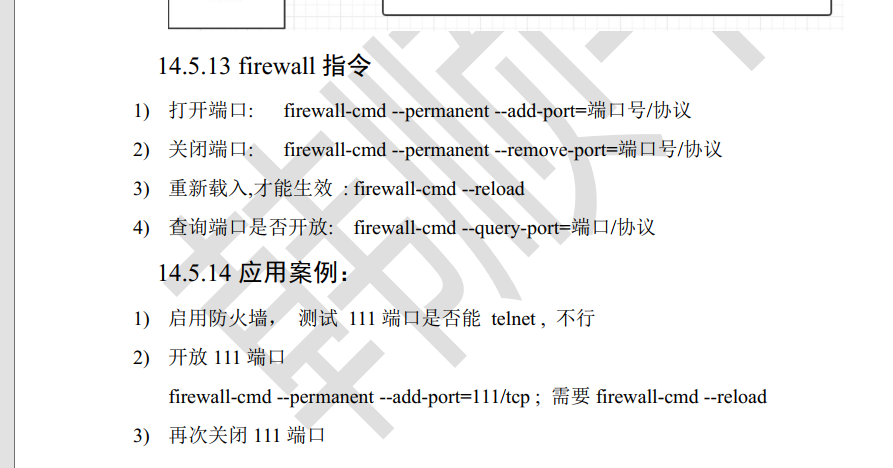 14.5.13 firewall 指令
1) 打开端口: firewall-cmd --permanent --add-port=端口号/协议
2) 关闭端口: firewall-cmd --permanent --remove-port=端口号/协议
3) 重新载入,才能生效 : firewall-cmd --reload
4) 查询端口是否开放: firewall-cmd --query-port=端口/协议
14.5.14 应用案例：
1) 启用防火墙， 测试 111 端口是否能 telnet , 不行
2) 开放 111 端口
firewall-cmd --permanent --add-port=111/tcp ; 需要 firewall-cmd --reload
3) 再次关闭 111 端口
韩顺